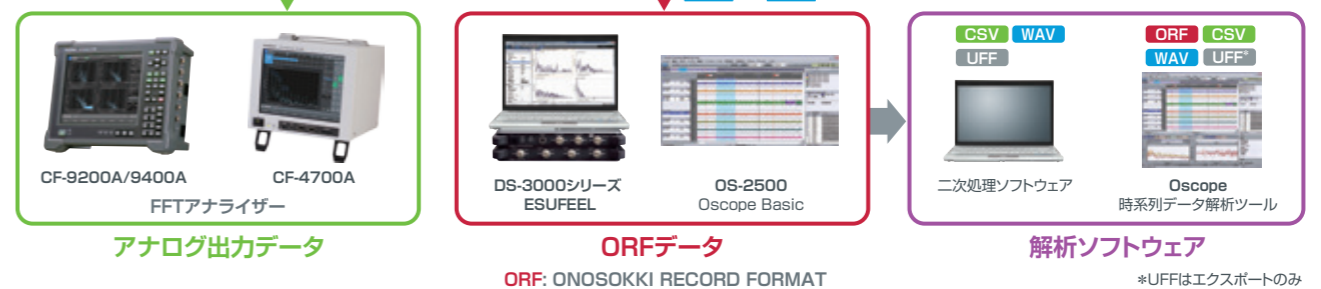 CF-9200A/9400A
CF-4700A
FFTアナライザー
アナログ出力データ
DS-3000シリーズ
ESUFEEL
OS-2500
Oscope Basic
ORFデータ
ORF: ONOSOKKI RECORD FORMAT
CSV WAV
UFF
二次処理ソフトウェア
ORF CSV
WAV UFF*
Oscope
時系列データ解析ツール
解析ソフトウェア
*UFFはエクスポートのみ